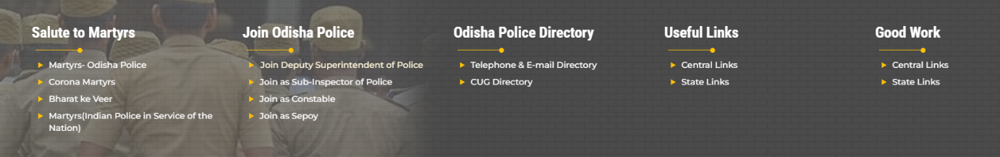 Salute to Martyrs
Martyrs- Odisha Police
Corona Martyrs
Bharat ke Veer
Martyrs(Indian Police in Service of the
Nation)
Join Odisha Police
Join Deputy Superintendent of Police
Join as Sub-Inspector of Police
Join as Constable
Join as Sepoy
Odisha Police Directory
Telephone & E-mail Directory
CUG Directory
Useful Links
Central Links
State Links
Good Work
Central Links
State Links